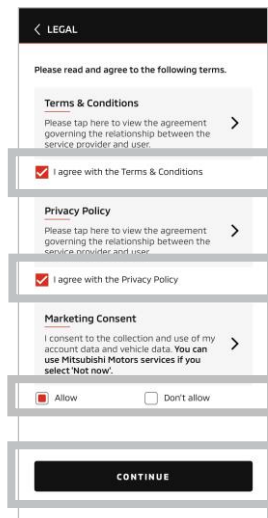 LEGAL
Please read and agree to the following terms.
Terms & Conditions
Please tap here to view the agreement
governing the relationship between the
service provider and user.
I agree with the Terms & Conditions
Privacy Policy
Please tap here to view the agreement
governing the relationship between the
service provider and user.
I agree with the Privacy Policy
Marketing Consent
I consent to the collection and use of my
account data and vehicle data. You can
use Mitsubishi Motors services if you
select 'Not now'.
Allow Don't allow
CONTINUE